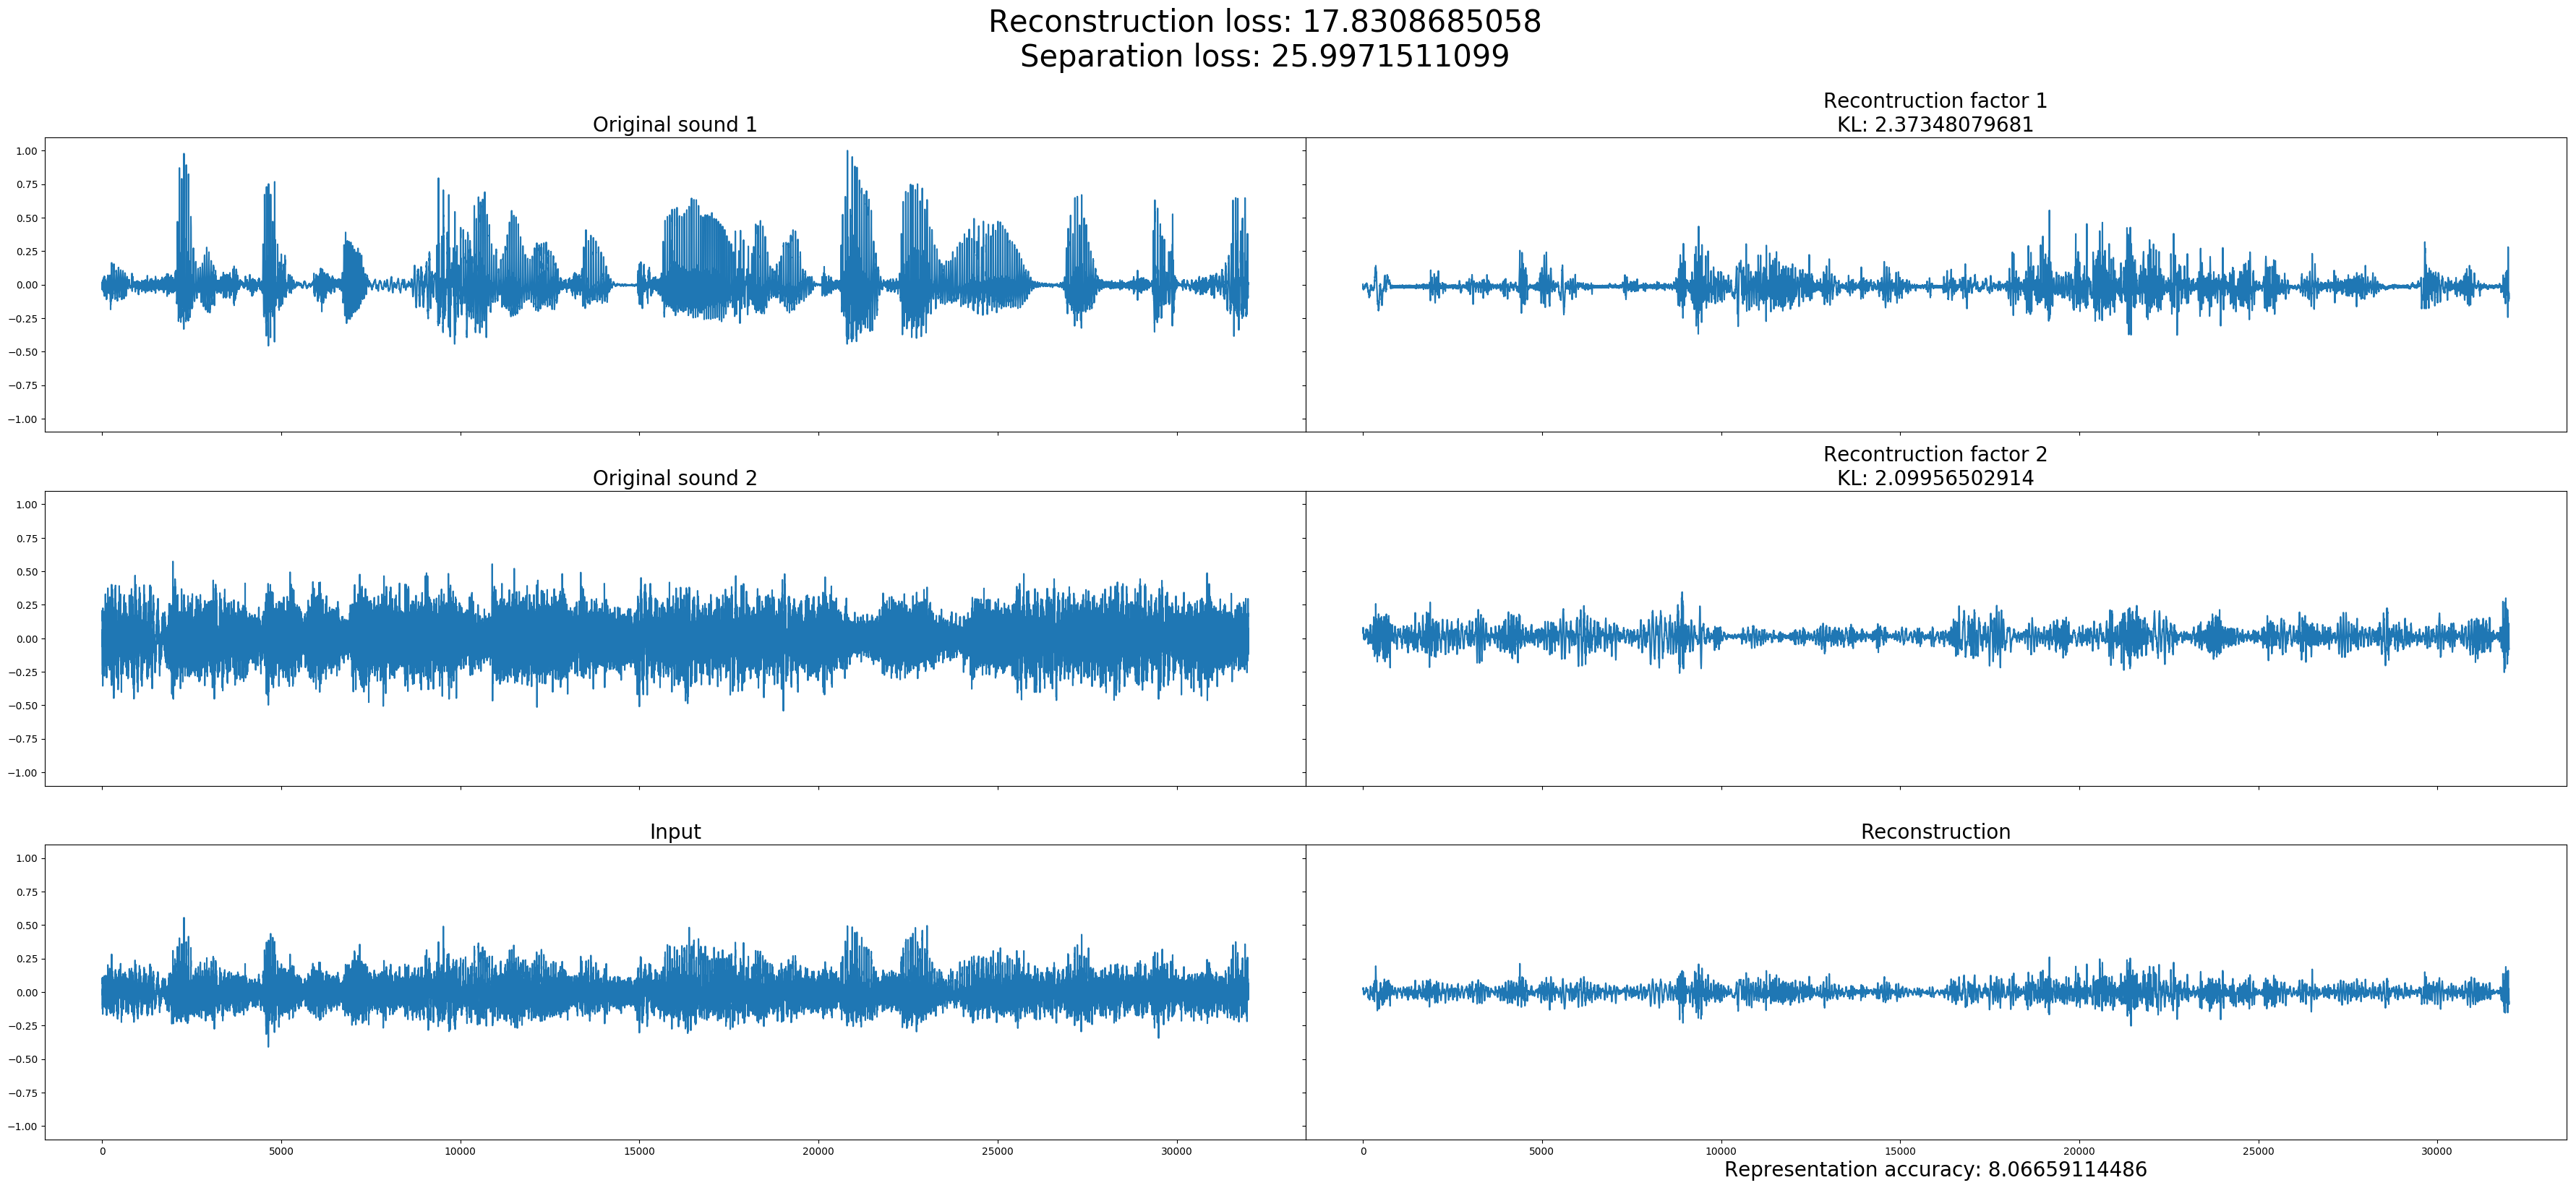 Reconstruction loss: 17.8308685058
Separation loss: 25.9971511099
Original sound 1
Recontruction factor 1
KL: 2.37348079681
1.00
0.75
0.50
0.25
0.00
−0.25
−0.50
−0.75
−1.00
Original sound 2
Recontruction factor 2
KL: 2.09956502914
1.00
0.75
0.50
0.25
0.00
−0.25
−0.50
−0.75
−1.00
Input
Reconstruction
1.00
0.75
0.50
0.25
0.00
−0.25
−0.50
−0.75
−1.00
0 5000 10000 15000 20000 25000 30000
0 5000 10000 15000 20000 25000 30000
Representation accuracy: 8.06659114486